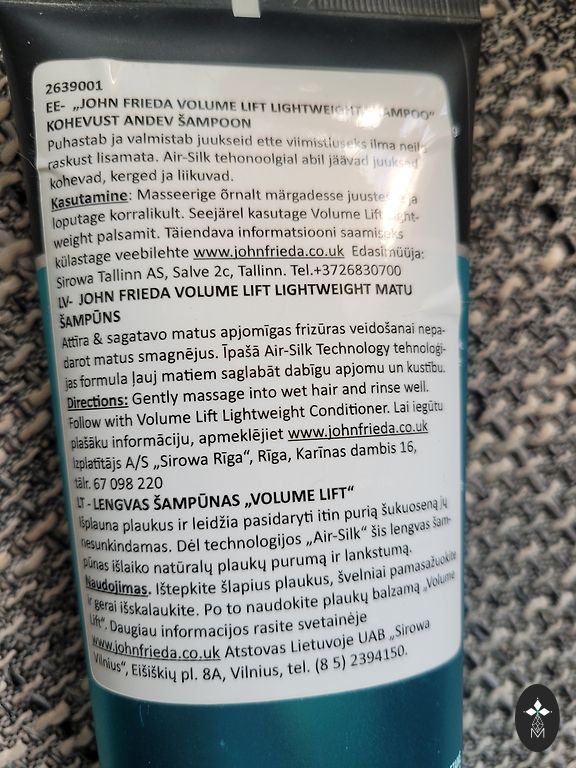 2639001
EE- „JOHN FRIEDA VOLUME LIFT LIGHTWEIGHT SHAMPOO"
KOHEVUST ANDEV ŠAMPOON
Puhastab ja valmistab juukseid ette viimistluseks ilma neile
raskust lisamata. Air-Silk tehonoolgial abil jäävad juuksed
kohevad, kerged ja liikuvad.
Kasutamine: Masseerige õrnalt märgadesse juustesse ja
loputage korralikult. Seejärel kasutage Volume Lift Light-
weight palsamit. Täiendava informatsiooni saamiseks
külastage veebilehte www.johnfrieda.co.uk Edasimüüja:
Sirowa Tallinn AS, Salve 2c, Tallinn. Tel.+3726830700
LV- JOHN FRIEDA VOLUME LIFT LIGHTWEIGHT MATU
ŠAMPŪNS
Attīra & sagatavo matus apjomīgas frizūras veidošanai nepa-
darot matus smagnējus. Īpašā Air-Silk Technology tehnoloģi-
jas formula ļauj matiem saglabāt dabīgu apjomu un kustību.
Directions: Gently massage into wet hair and rinse well.
Follow with Volume Lift Lightweight Conditioner. Lai iegūtu
plašāku informāciju, apmeklējiet www.johnfrieda.co.uk
Izplatītājs A/S „Sirowa Rīga", Rīga, Karīnas dambis 16,
tālr. 67 098 220
LT - LENGVAS ŠAMPŪNAS „VOLUME LIFT"
Išplauna plaukus ir leidžia pasidaryti itin purią šukuoseną jų
nesunkindamas. Dėl technologijos „Air-Silk" šis lengvas šam-
pūnas išlaiko natūralų plaukų purumą ir lankstumą.
Naudojimas. Ištepkite šlapius plaukus, švelniai pamasažuokite
ir gerai išskalaukite. Po to naudokite plaukų balzamą „Volume
Lift". Daugiau informacijos rasite svetainėje
www.johnfrieda.co.uk Atstovas Lietuvoje UAB „Sirowa
Vilnius", Eišiškių pl. 8A, Vilnius, tel. (8 5) 2394150.
M